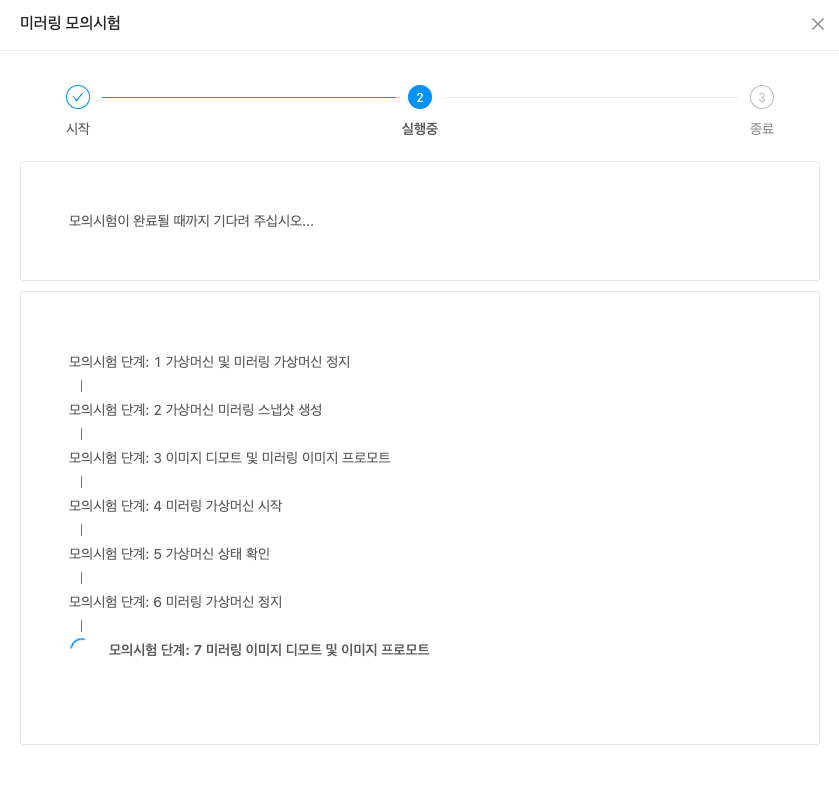 미러링 모의시험
2
3
시작
실행중
종료
모의시험이 완료될 때까지 기다려 주십시오...
모의시험 단계: 1 가상머신 및 미러링 가상머신 정지
모의시험 단계: 2 가상머신 미러링 스냅샷 생성
모의시험 단계: 3 이미지 디모트 및 미러링 이미지 프로모트
모의시험 단계: 4 미러링 가상머신 시작
모의시험 단계: 5 가상머신 상태 확인
모의시험 단계: 6 미러링 가상머신 정지
모의시험 단계: 7 미러링 이미지 디모트 및 이미지 프로모트